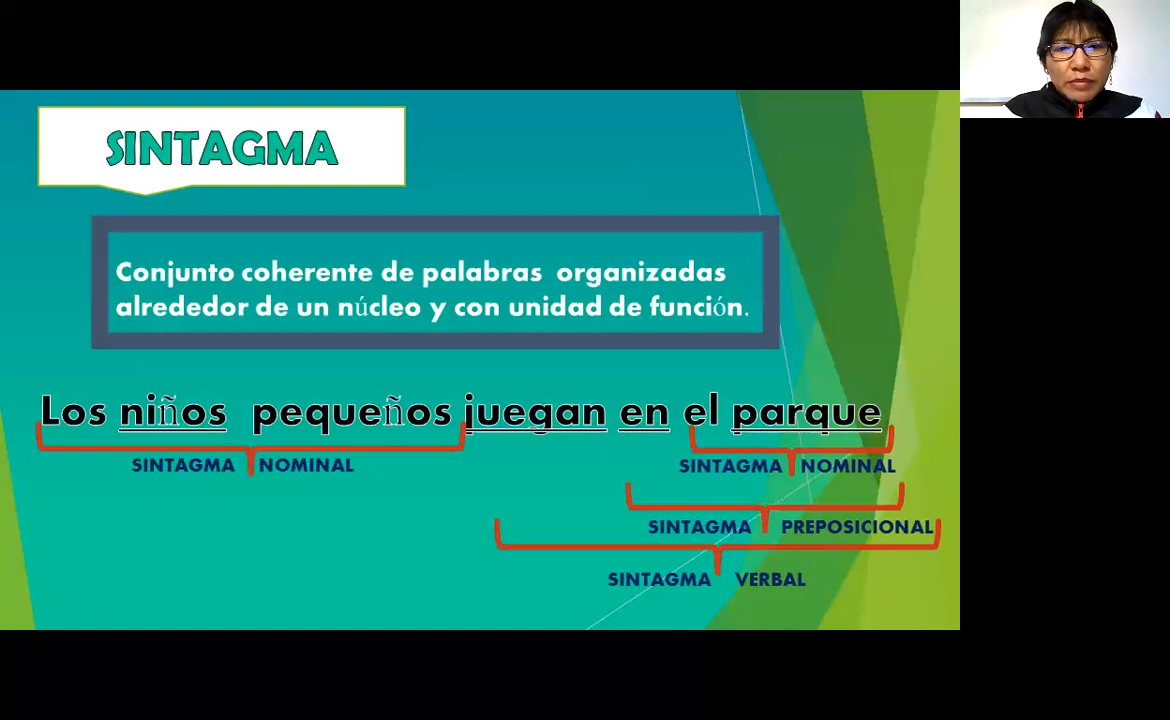 SINTAGMA
Conjunto coherente de palabras organizadas
alrededor de un núcleo y con unidad de función.
Los niños pequeños juegan en el parque
SINTAGMA NOMINAL
SINTAGMA NOMINAL
SINTAGMA PREPOSICIONAL
SINTAGMA VERBAL